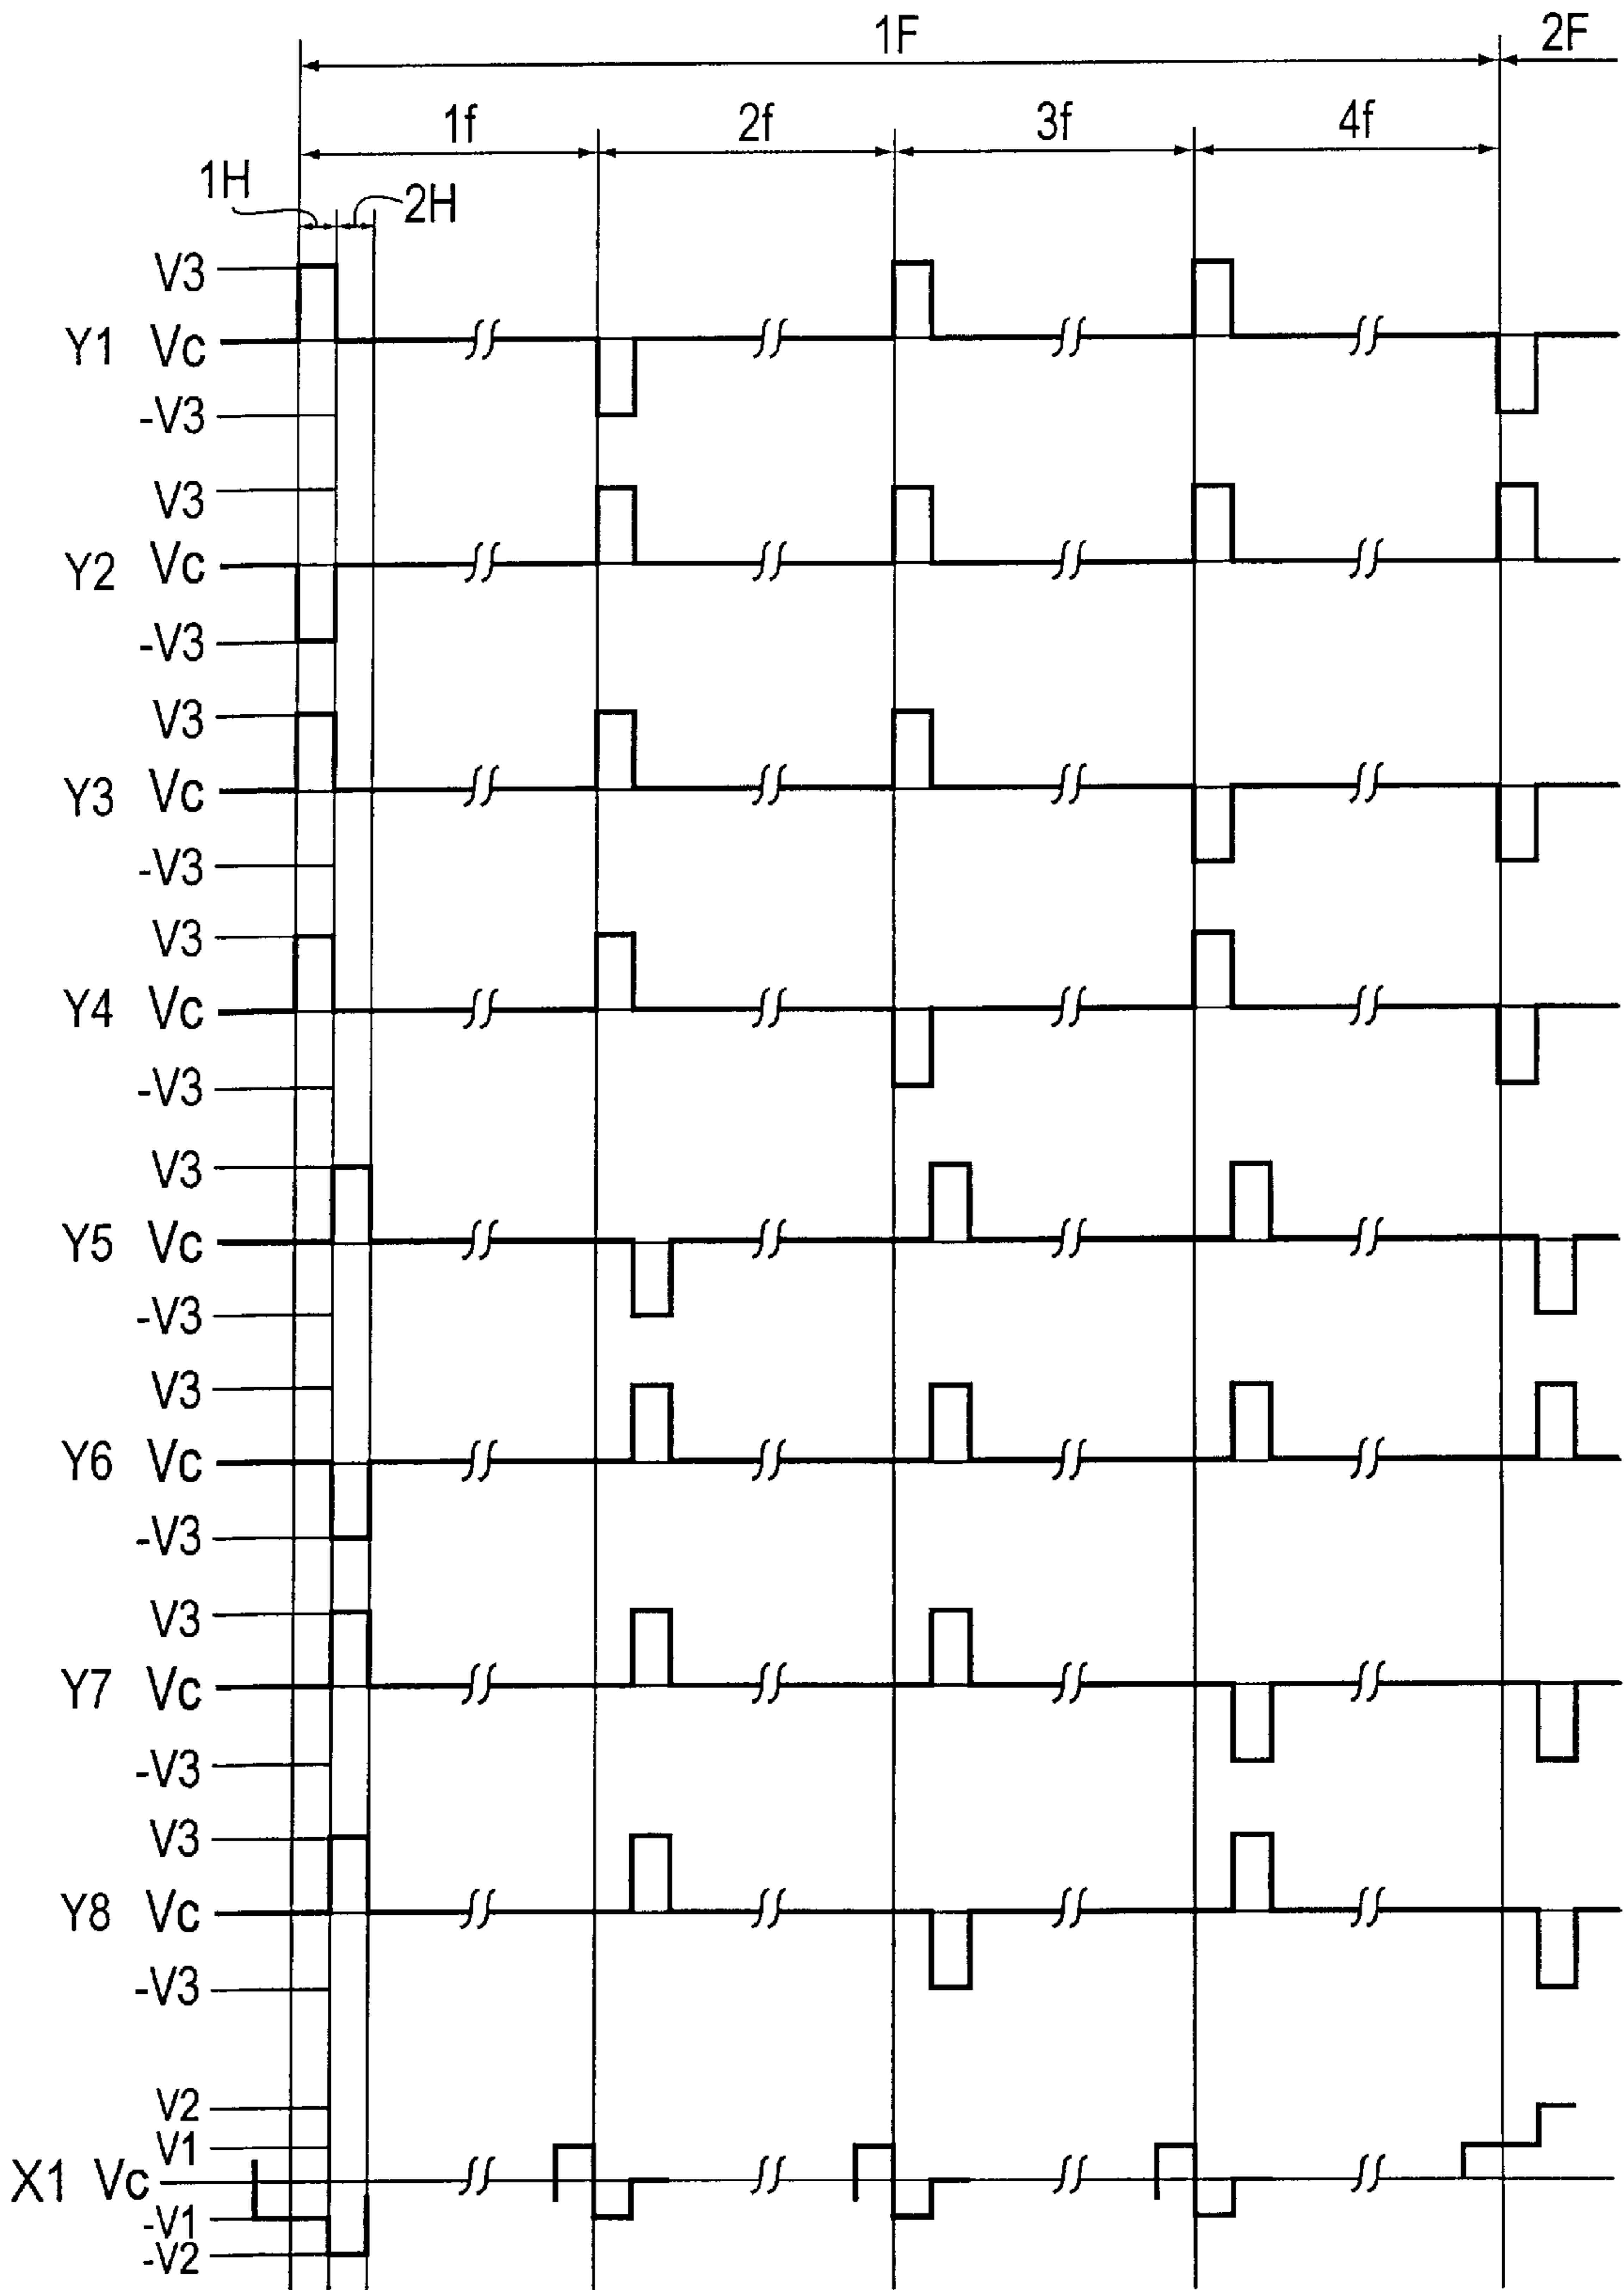 1F 2F
1f 2f 3f 4f
1H 2H
V3
Y1 Vc
-V3
V3
Y2 Vc
-V3
V3
Y3 Vc
-V3
V3
Y4 Vc
-V3
V3
Y5 Vc
-V3
V3
Y6 Vc
-V3
V3
Y7 Vc
-V3
V3
Y8 Vc
-V3
V2
V1
X1 Vc
-V1
-V2